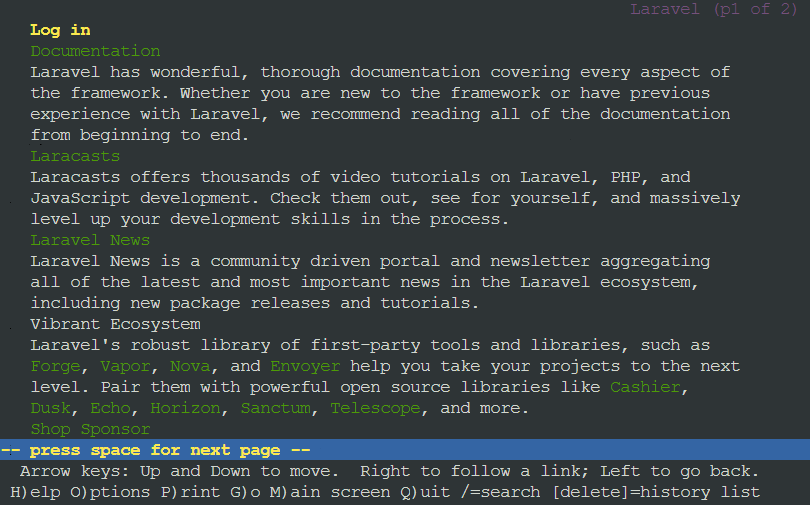 Laravel (p1 of 2)
Log in
Documentation
Laravel has wonderful, thorough documentation covering every aspect of
the framework. Whether you are new to the framework or have previous
experience with Laravel, we recommend reading all of the documentation
from beginning to end.
Laracasts
Laracasts offers thousands of video tutorials on Laravel, PHP, and
JavaScript development. Check them out, see for yourself, and massively
level up your development skills in the process.
Laravel News
Laravel News is a community driven portal and newsletter aggregating
all of the latest and most important news in the Laravel ecosystem,
including new package releases and tutorials.
Vibrant Ecosystem
Laravel's robust library of first-party tools and libraries, such as
Forge, Vapor, Nova, and Envoyer help you take your projects to the next
level. Pair them with powerful open source libraries like Cashier,
Dusk, Echo, Horizon, Sanctum, Telescope, and more.
Shop Sponsor
-- press space for next page --
Arrow keys: Up and Down to move.  Right to follow a link; Left to go back.
H)elp O)ptions P)rint G)o M)ain screen Q)uit /=search [delete]=history list